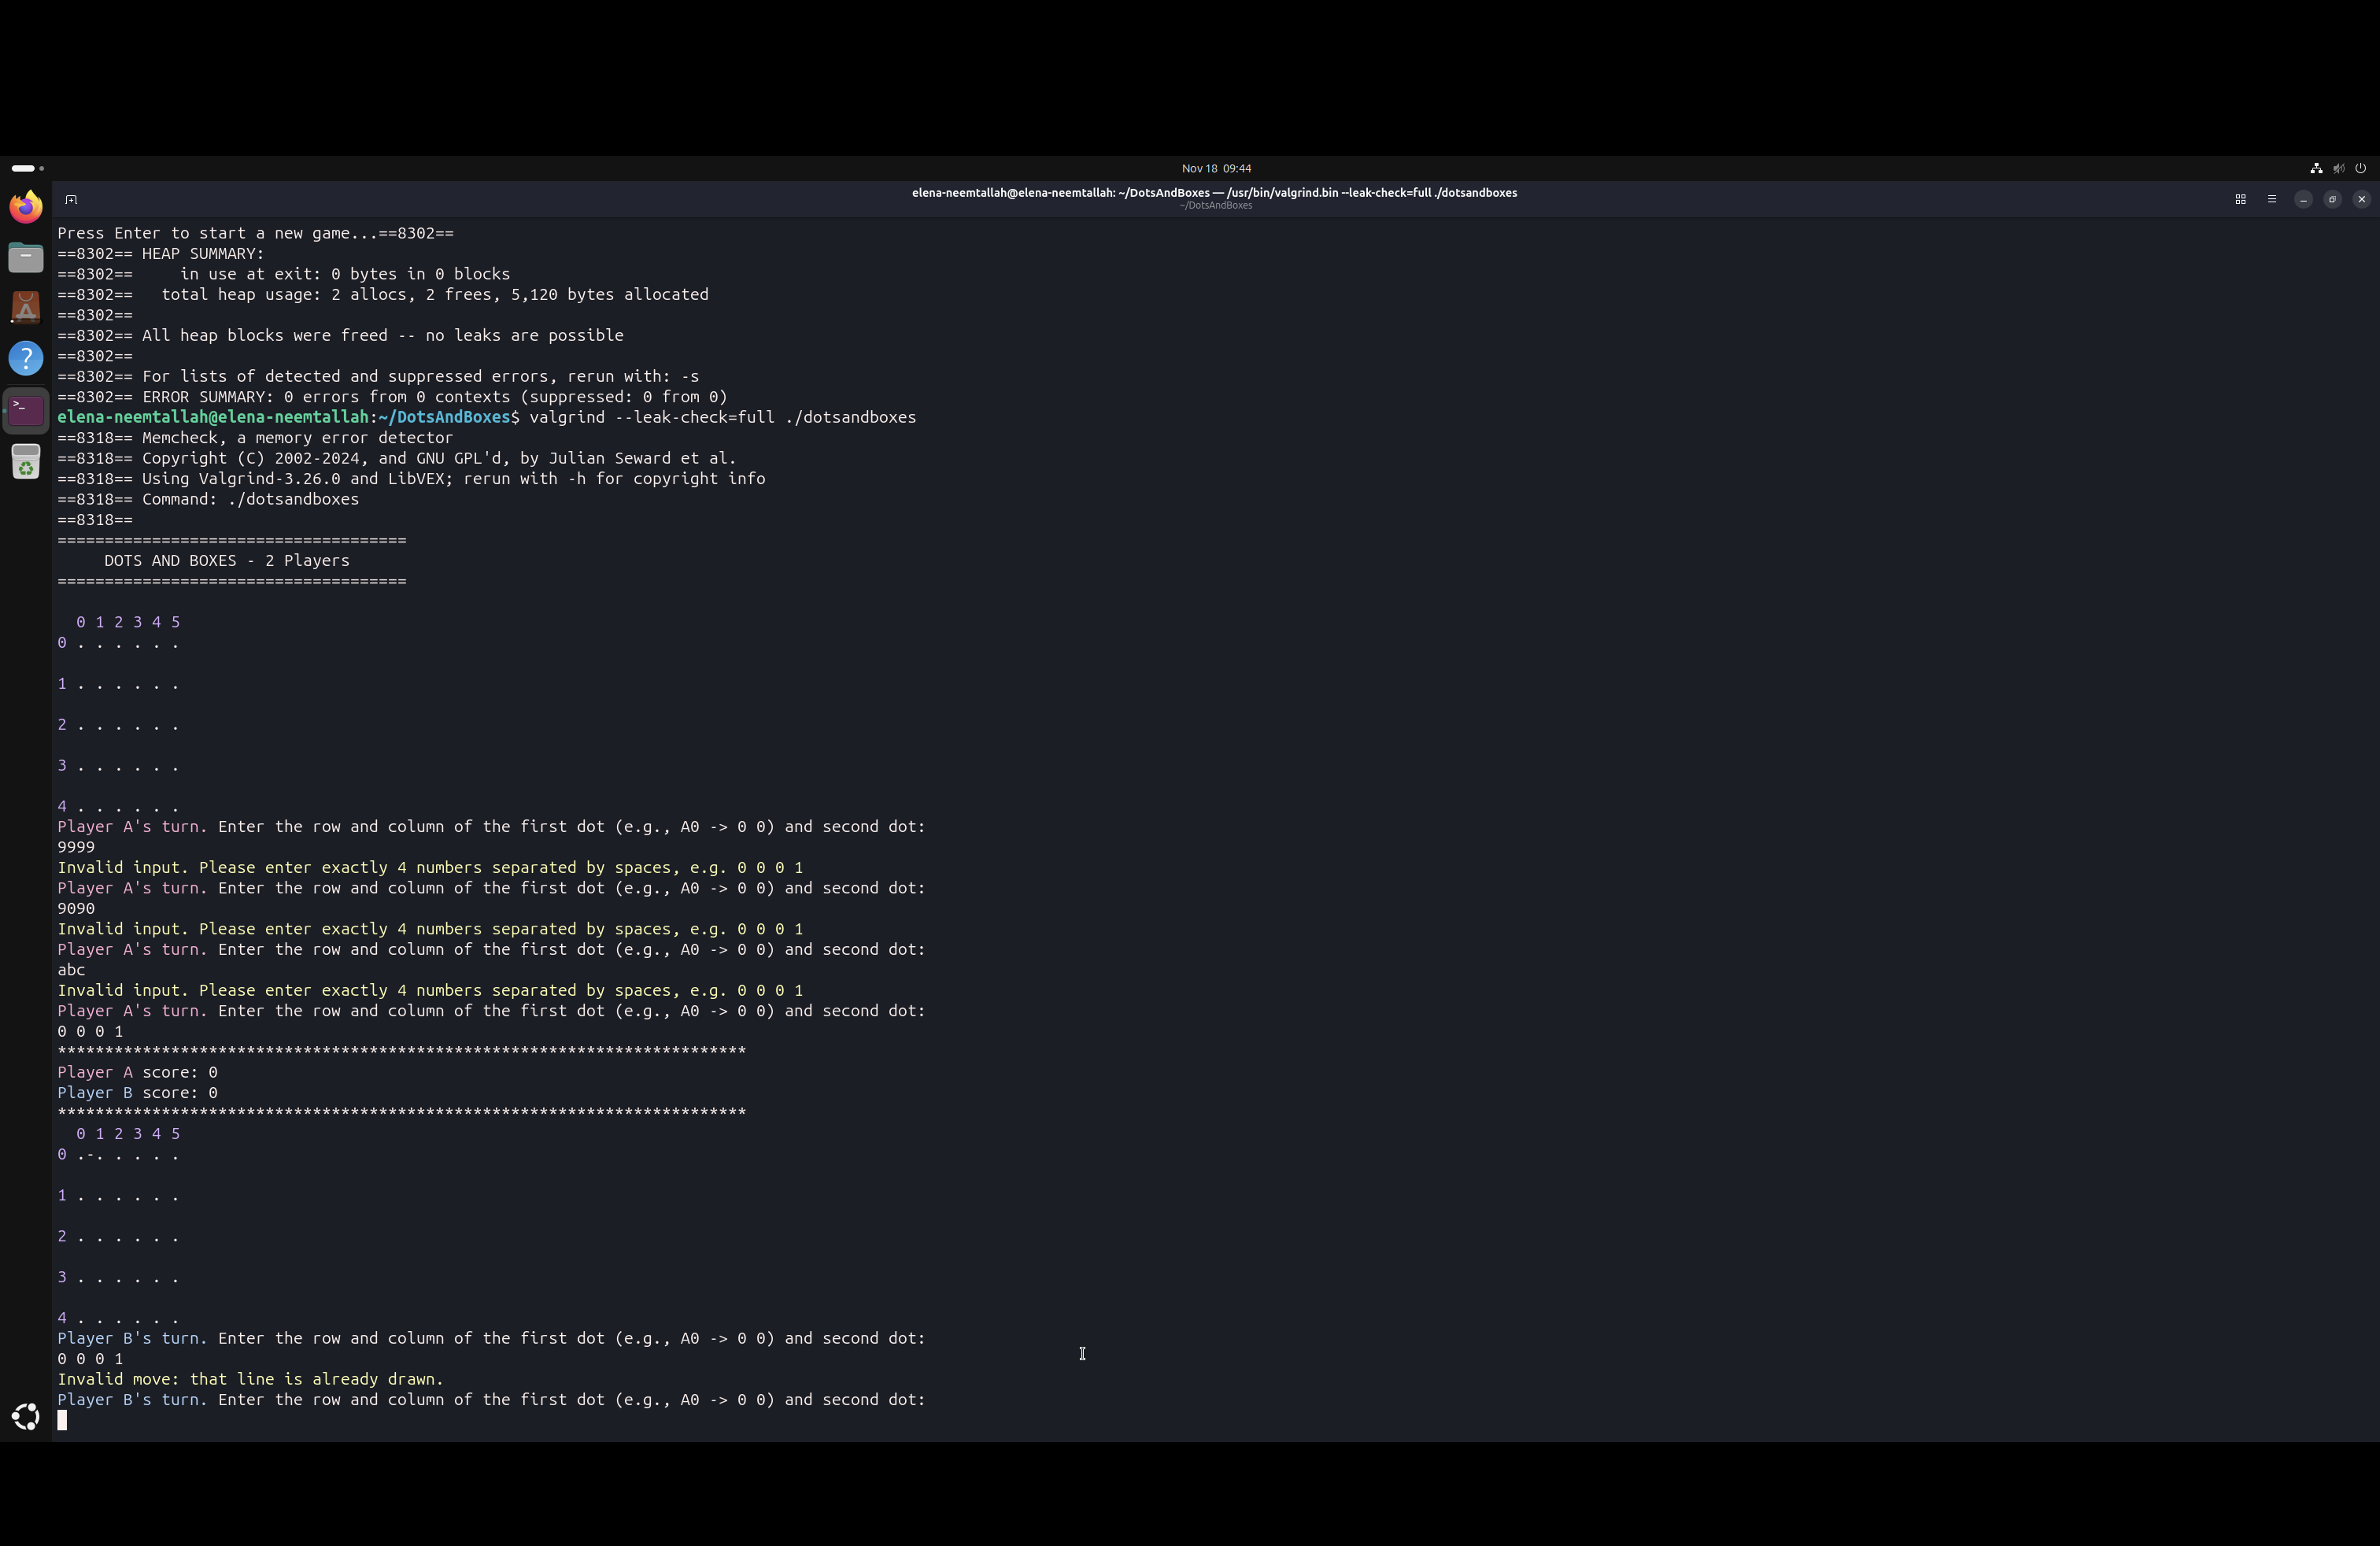 Nov 18 09:44
elena-neemtallah@elena-neemtallah: ~/DotsAndBoxes — /usr/bin/valgrind.bin --leak-check=full ./dotsandboxes
~/DotsAndBoxes
Press Enter to start a new game...==8302==
==8302== HEAP SUMMARY:
==8302==     in use at exit: 0 bytes in 0 blocks
==8302==   total heap usage: 2 allocs, 2 frees, 5,120 bytes allocated
==8302==
==8302== All heap blocks were freed -- no leaks are possible
==8302==
==8302== For lists of detected and suppressed errors, rerun with: -s
==8302== ERROR SUMMARY: 0 errors from 0 contexts (suppressed: 0 from 0)
elena-neemtallah@elena-neemtallah:~/DotsAndBoxes$ valgrind --leak-check=full ./dotsandboxes
==8318== Memcheck, a memory error detector
==8318== Copyright (C) 2002-2024, and GNU GPL'd, by Julian Seward et al.
==8318== Using Valgrind-3.26.0 and LibVEX; rerun with -h for copyright info
==8318== Command: ./dotsandboxes
==8318==
=====================================
     DOTS AND BOXES - 2 Players
=====================================
  0 1 2 3 4 5
0 . . . . . .
1 . . . . . .
2 . . . . . .
3 . . . . . .
4 . . . . . .
Player A's turn. Enter the row and column of the first dot (e.g., A0 -> 0 0) and second dot:
9999
Invalid input. Please enter exactly 4 numbers separated by spaces, e.g. 0 0 0 1
Player A's turn. Enter the row and column of the first dot (e.g., A0 -> 0 0) and second dot:
9090
Invalid input. Please enter exactly 4 numbers separated by spaces, e.g. 0 0 0 1
Player A's turn. Enter the row and column of the first dot (e.g., A0 -> 0 0) and second dot:
abc
Invalid input. Please enter exactly 4 numbers separated by spaces, e.g. 0 0 0 1
Player A's turn. Enter the row and column of the first dot (e.g., A0 -> 0 0) and second dot:
0 0 0 1
*************************************************************************
Player A score: 0
Player B score: 0
*************************************************************************
  0 1 2 3 4 5
0 .-. . . . .
1 . . . . . .
2 . . . . . .
3 . . . . . .
4 . . . . . .
Player B's turn. Enter the row and column of the first dot (e.g., A0 -> 0 0) and second dot:
0 0 0 1
Invalid move: that line is already drawn.
Player B's turn. Enter the row and column of the first dot (e.g., A0 -> 0 0) and second dot: